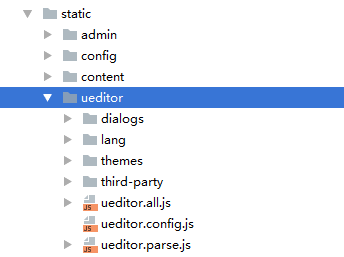 static
admin
config
content
ueditor
dialogs
lang
themes
third-party
ueditor.all.js
ueditor.config.js
ueditor.parse.js